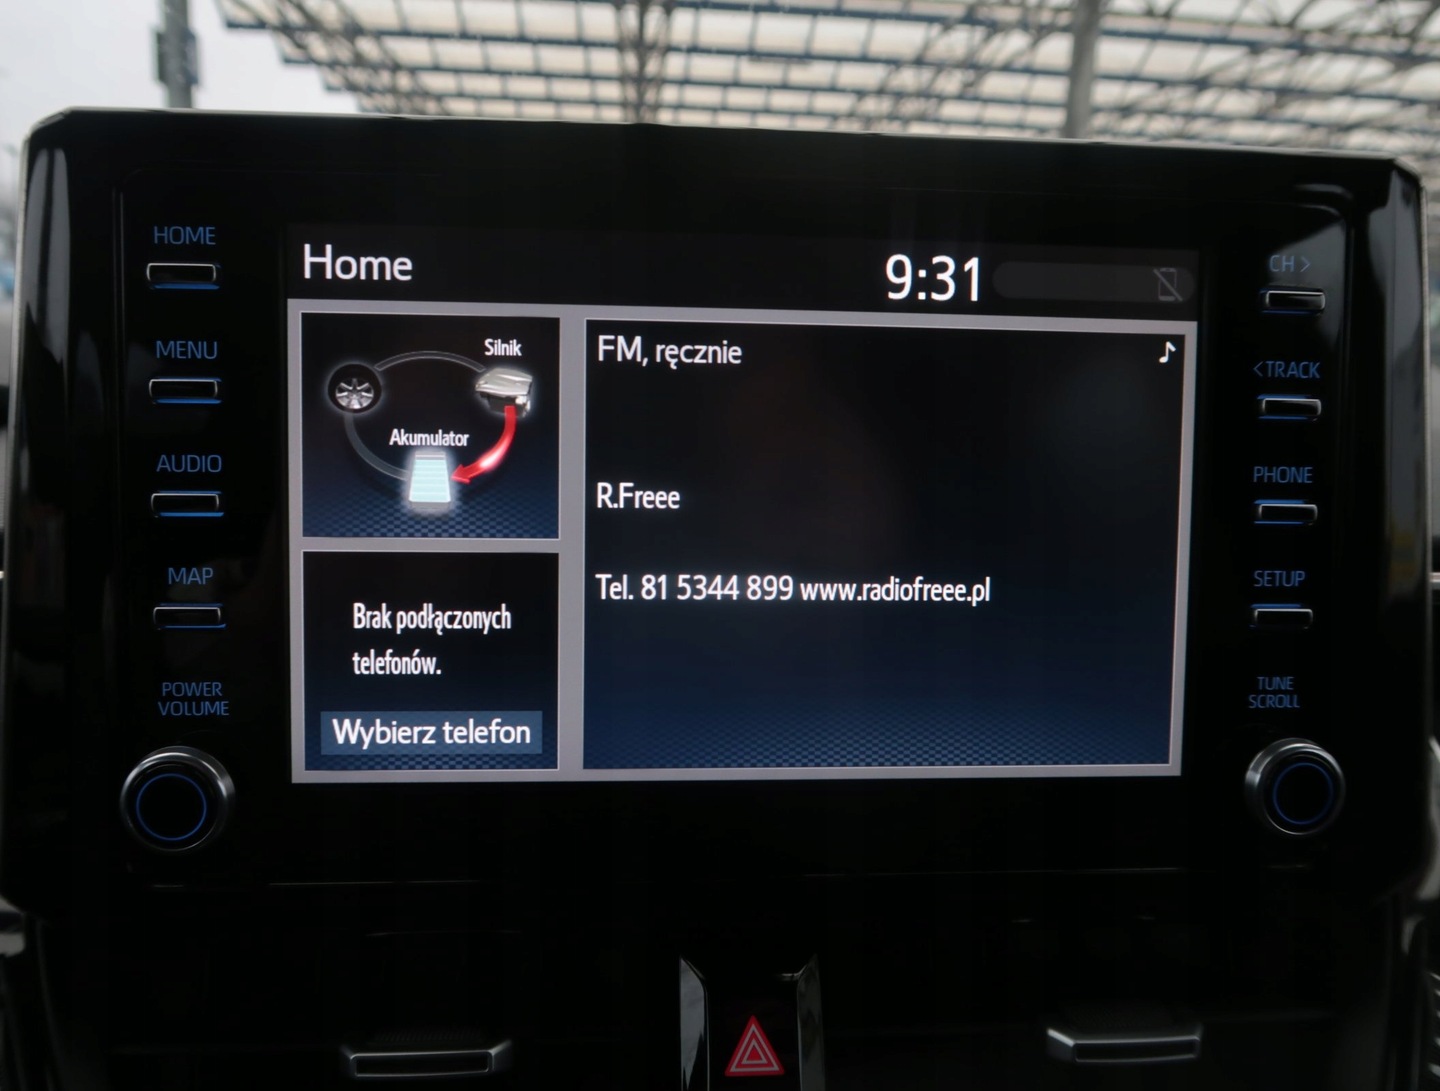 HOME
MENU
AUDIO
MAP
POWER
VOLUME
Home
9:31
Silnik
Akumulator
Brak podłączonych
telefonów.
Wybierz telefon
FM, ręcznie
R.Freee
Tel. 81 5344 899 www.radiofreee.pl
CH >
<TRACK
PHONE
SETUP
TUNE
SCROLL